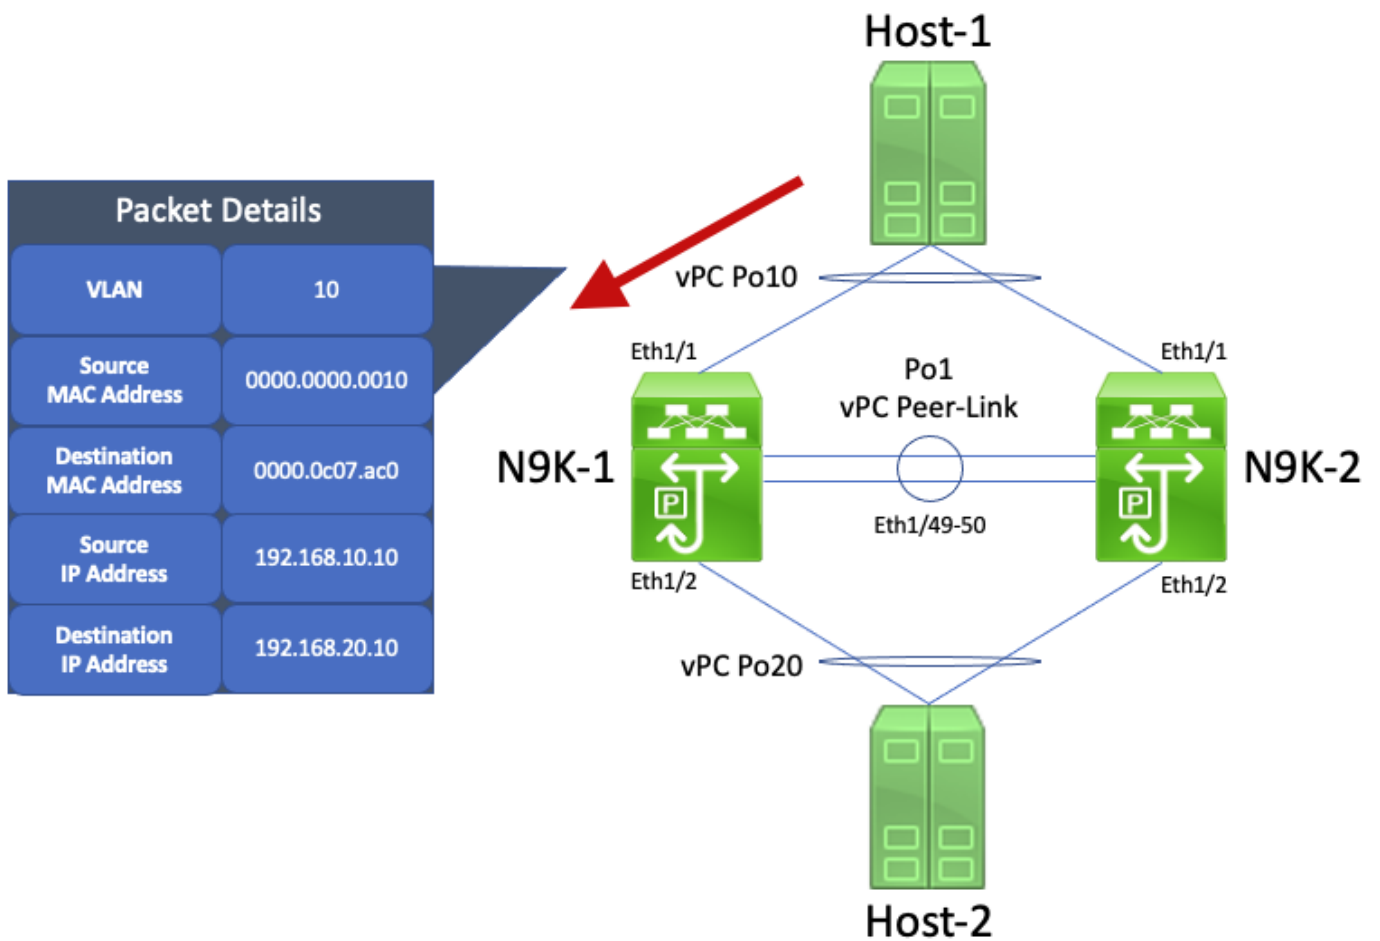 Host-1
Packet Details
VLAN
10
Source
MAC Address
0000.0000.0010
Destination
MAC Address
0000.0c07.ac0
Source
IP Address
192.168.10.10
Destination
IP Address
192.168.20.10
vPC Po10
Eth1/1
Eth1/1
Po1
vPC Peer-Link
N9K-1
P
P
N9K-2
Eth1/49-50
Eth1/2
Eth1/2
vPC Po20
Host-2